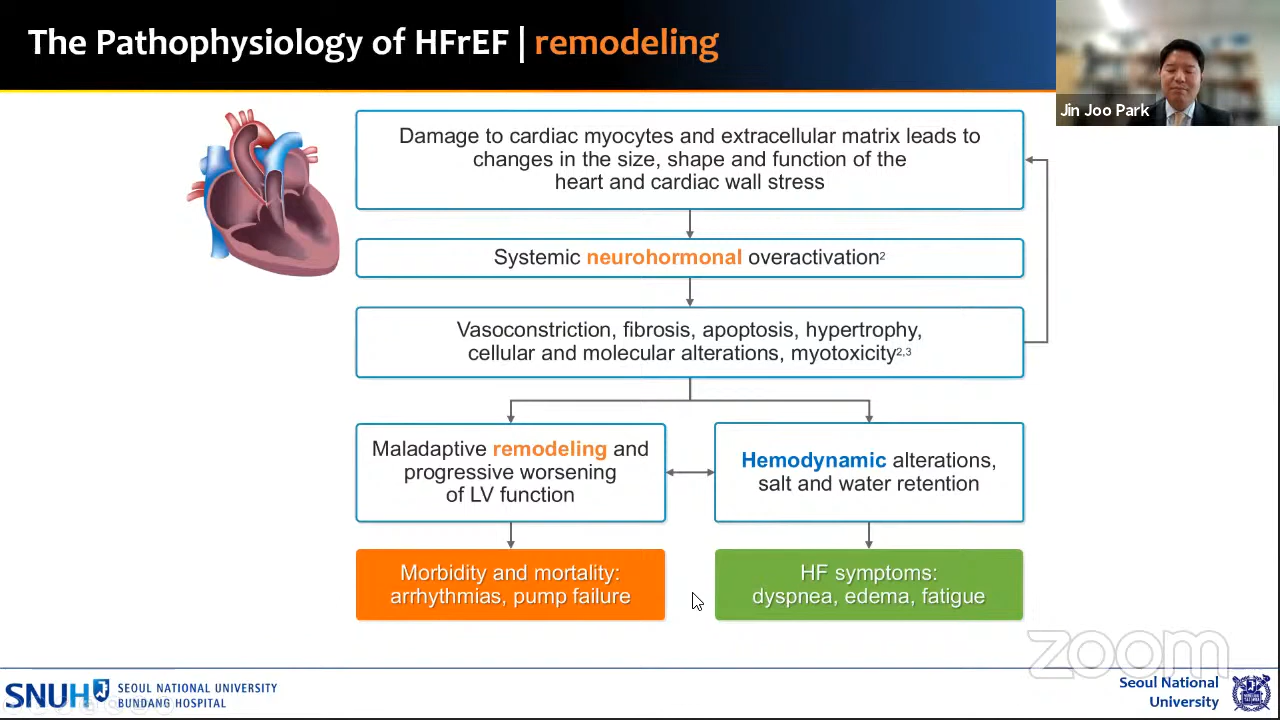 The Pathophysiology of HFrEF | remodeling
Jin Joo Park
Damage to cardiac myocytes and extracellular matrix leads to
changes in the size, shape and function of the
heart and cardiac wall stress
Systemic neurohormonal overactivation2
Vasoconstriction, fibrosis, apoptosis, hypertrophy,
cellular and molecular alterations, myotoxicity2,3
Maladaptive remodeling and
progressive worsening
of LV function
Hemodynamic alterations,
salt and water retention
Morbidity and mortality:
arrhythmias, pump failure
HF symptoms:
dyspnea, edema, fatigue
zoom
SNUH
SEOUL NATIONAL UNIVERSITY
BUNDANG HOSPITAL
Seoul National
University